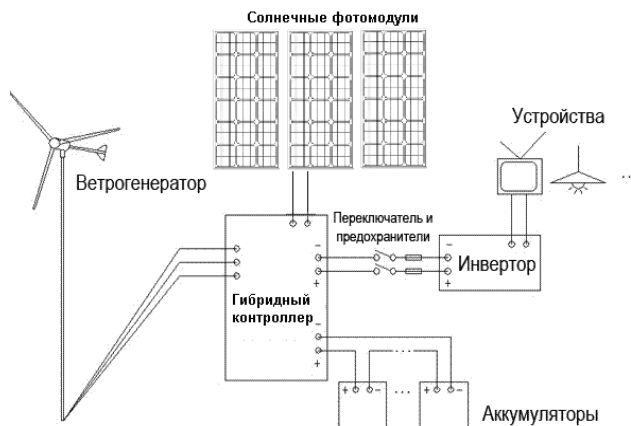 Солнечные фотомодули
Устройства
Ветрогенератор
Переключатель и
предохранители
Инвертор
Гибридный
контроллер
Аккумуляторы
− +
− +
− +
+ −
+ −